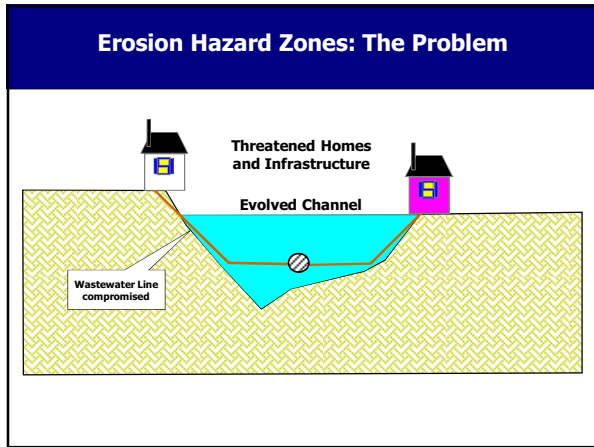 Erosion Hazard Zones: The Problem
Threatened Homes
and Infrastructure
Evolved Channel
Wastewater Line
compromised